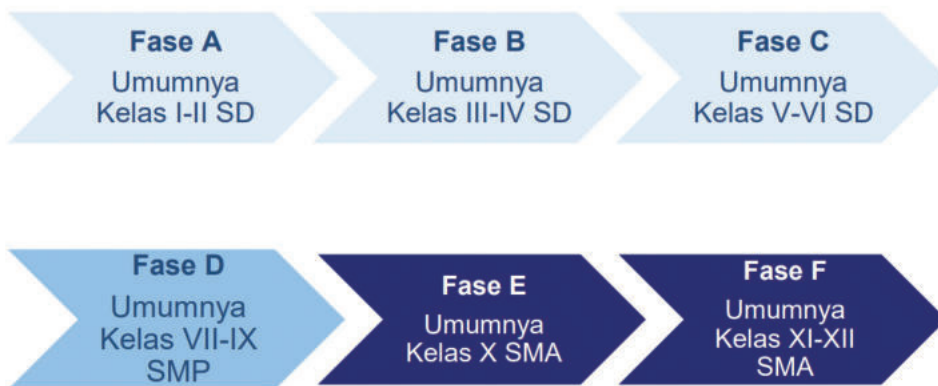 Fase A
Umumnya
Kelas I-II SD
Fase B
Umumnya
Kelas III-IV SD
Fase C
Umumnya
Kelas V-VI SD
Fase D
Umumnya
Kelas VII-IX
SMP
Fase E
Umumnya
Kelas X SMA
Fase F
Umumnya
Kelas XI-XII
SMA